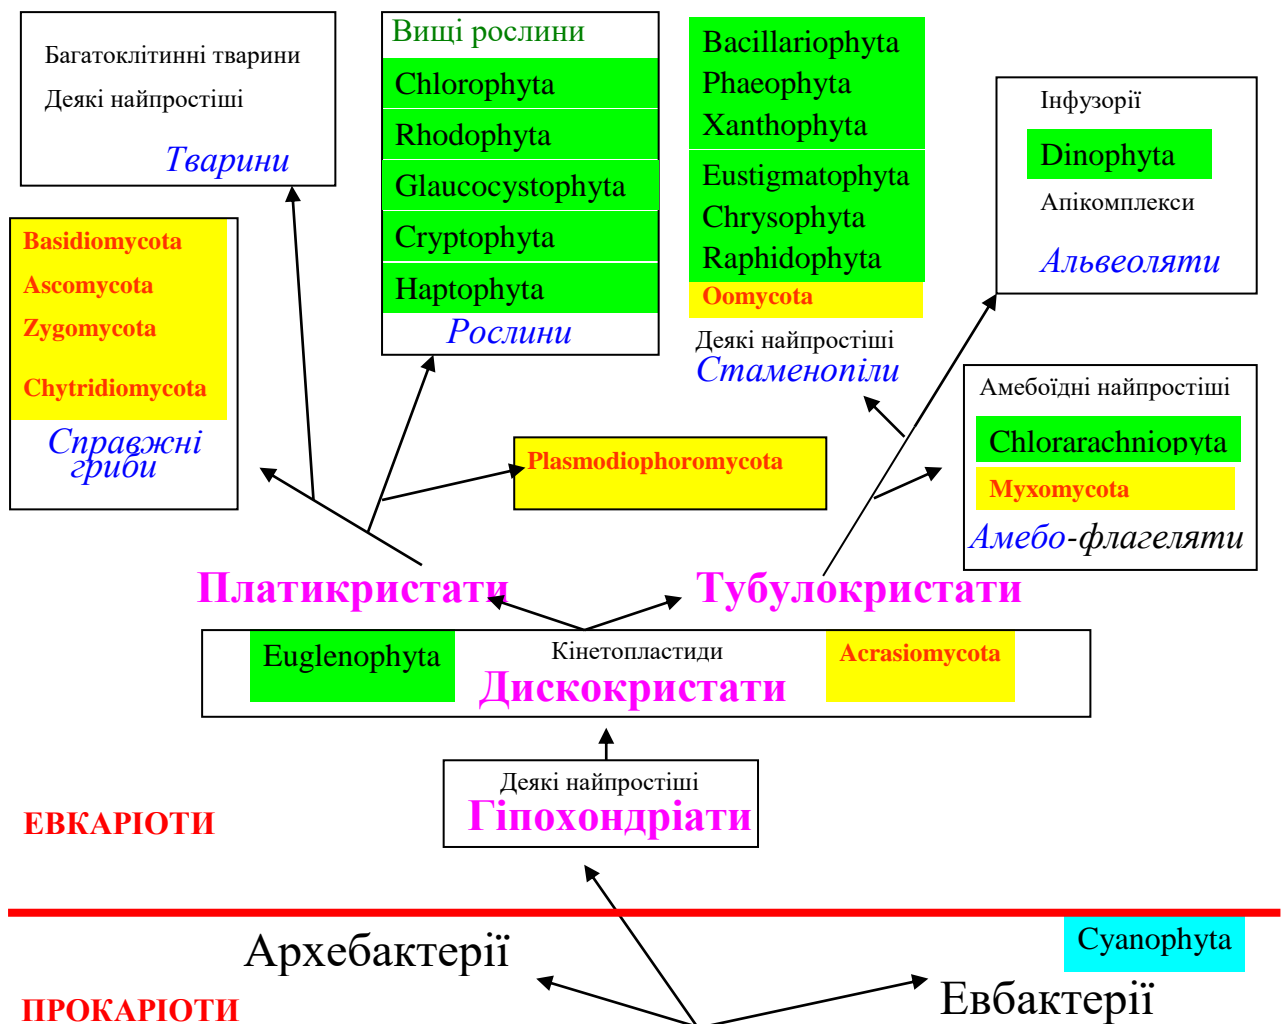 Багатоклітинні тварини
Деякі найпростіші
Тварини
Вищі рослини
Chlorophyta
Rhodophyta
Glaucocystophyta
Cryptophyta
Haptophyta
Рослини
Bacillariophyta
Phaeophyta
Xanthophyta
Eustigmatophyta
Chrysophyta
Raphidophyta
Oomycota
Деякі найпростіші
Стаменопіли
Інфузорії
Dinophyta
Апікомплекси
Альвеоляти
Basidiomycota
Ascomycota
Zygomycota
Chytridiomycota
Справжні
гриби
Plasmodiophoromycota
Амебоїдні найпростіші
Chlorarachniopyta
Myxomycota
Амебо-флагеляти
Платикристати
Тубулокристати
Euglenophyta
Кінетопластиди
Дискокристати
Acrasiomycota
Деякі найпростіші
Гіпохондріати
ЕВКАРІОТИ
Архебактерії
Cyanophyta
Евбактерії
ПРОКАРІОТИ